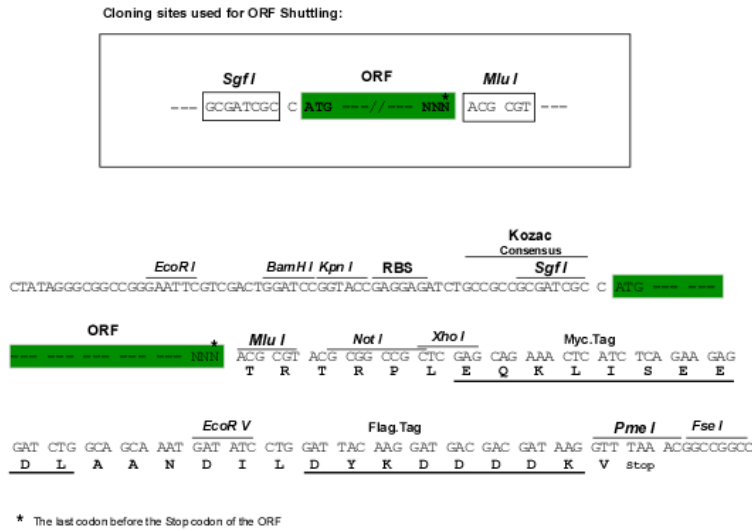 Cloning sites used for ORF Shuttling:
Sgf I ORF Mlu I
*
--- GCGATCGC C ATG ---//--- NNN ACG CGT ---
Kozac
Consensus
EcoR I BamH I Kpn I RBS Sgf I
CTATAGGGCGGCCGGGAATTCGTCGACTGGATCCGGTACCGAGGAGATCTGCCGCCGCGATCGC C ATG --- ---
ORF * Mlu I Not I Xho I Myc.Tag
--- --- --- --- --- --- NNN ACG CGT ACG CGG CCG CTC GAG CAG AAA CTC ATC TCA GAA GAG
T R T R P L E Q K L I S E E
EcoR V Flag.Tag Pme I Fse I
GAT CTG GCA GCA AAT GAT ATC CTG GAT TAC AAG GAT GAC GAC GAT AAG GTT TAA ACGGCCGGCC
D L A A N D I L D Y K D D D D K V Stop
* The last codon before the Stop codon of the ORF